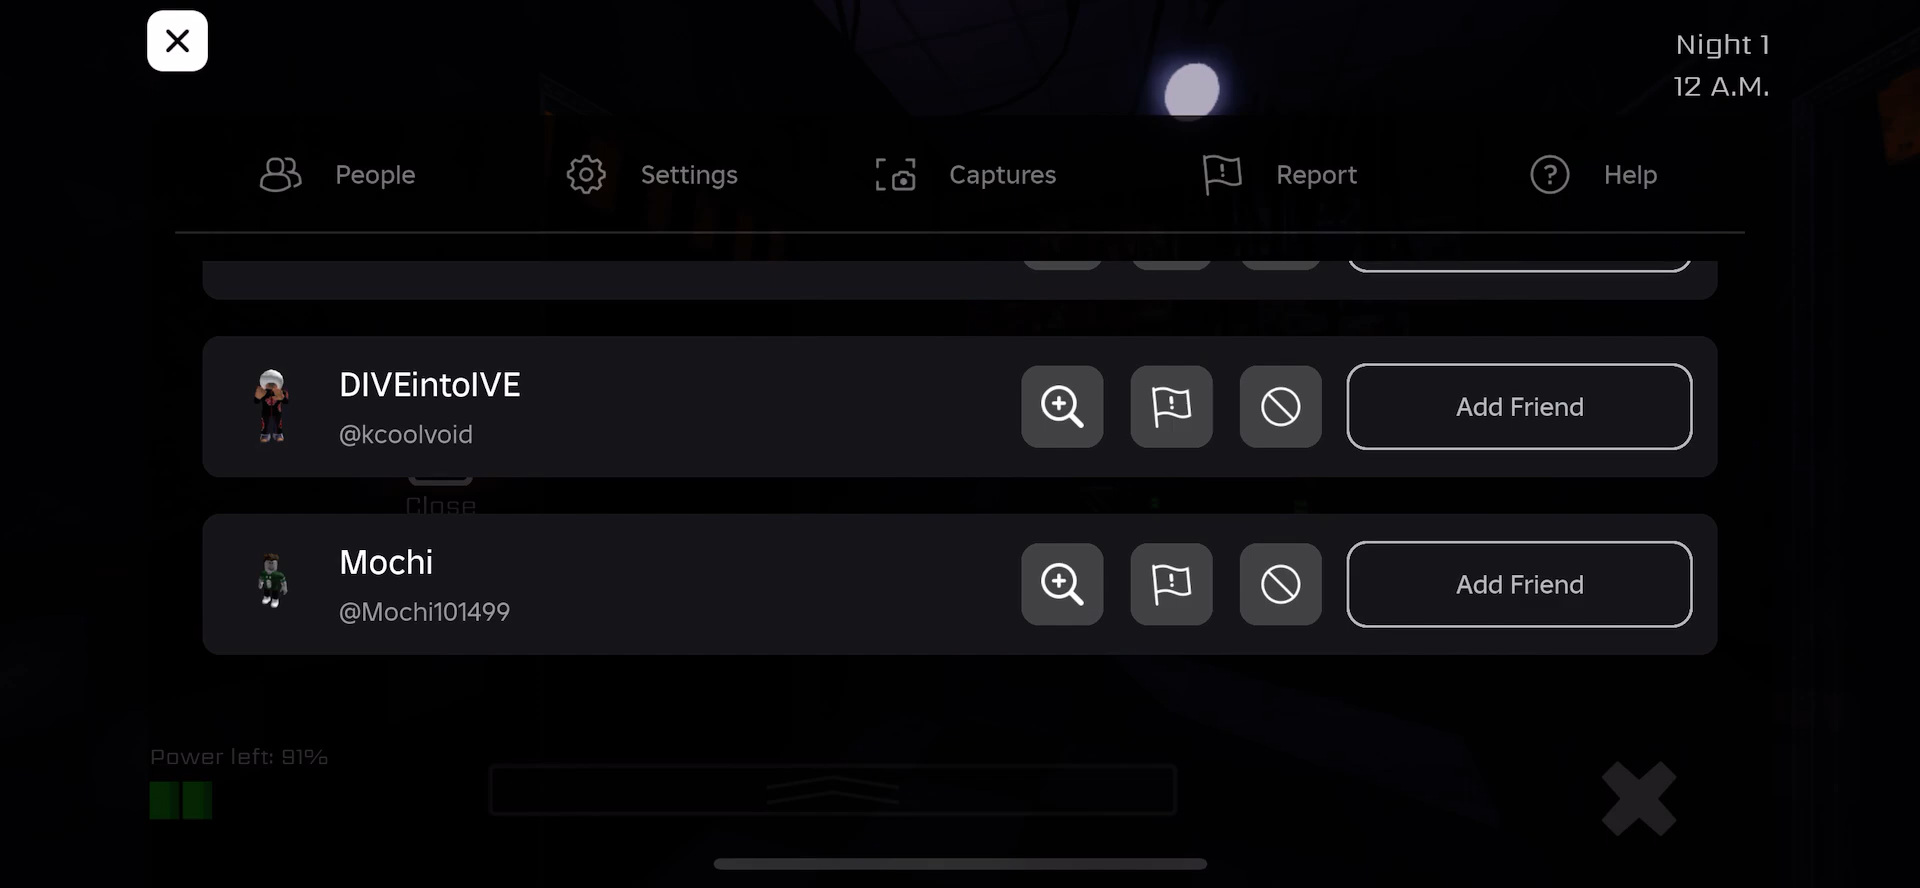 Night 1
12 A.M.
People
Settings
Captures
Report
Help
DIVEintoIVE
@kcoolvoid
Add Friend
Close
Mochi
@Mochi101499
Add Friend
Power left: 91%